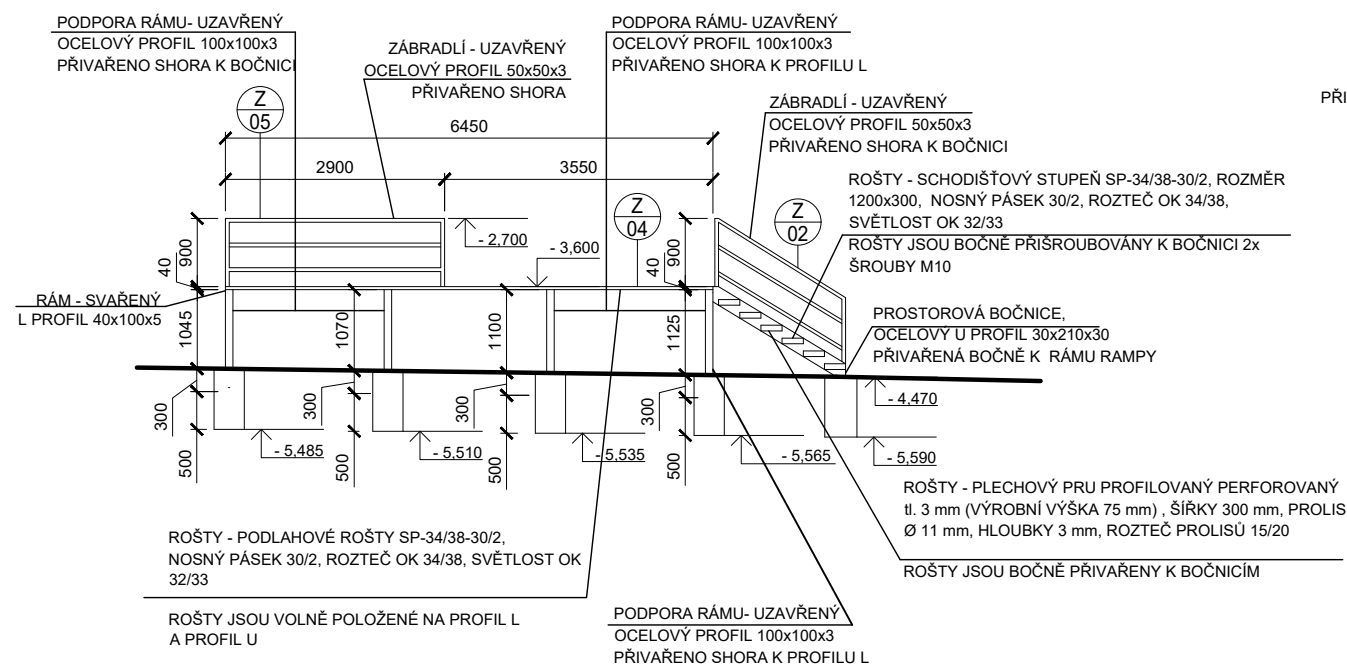 PODPORA RÁMU- UZAVŘENÝ
OCELOVÝ PROFIL 100x100x3
PŘIVAŘENO SHORA K BOČNICI
ZÁBRADLÍ - UZAVŘENÝ
OCELOVÝ PROFIL 50x50x3
PŘIVAŘENO SHORA
PODPORA RÁMU- UZAVŘENÝ
OCELOVÝ PROFIL 100x100x3
PŘIVAŘENO SHORA K PROFILU L
PŘI
ZÁBRADLÍ - UZAVŘENÝ
OCELOVÝ PROFIL 50x50x3
PŘIVAŘENO SHORA K BOČNICI
Z
05
6450
2900
3550
ROŠTY - SCHODIŠŤOVÝ STUPEŇ SP-34/38-30/2, ROZMĚR
1200x300, NOSNÝ PÁSEK 30/2, ROZTEČ OK 34/38,
SVĚTLOST OK 32/33
ROŠTY JSOU BOČNĚ PŘIŠROUBOVÁNY K BOČNICI 2x
ŠROUBY M10
Z
04
Z
02
- 2,700
- 3,600
900
40
900
40
RÁM - SVAŘENÝ
L PROFIL 40x100x5
1045
1070
1100
1125
PROSTOROVÁ BOČNICE,
OCELOVÝ U PROFIL 30x210x30
PŘIVAŘENÁ BOČNĚ K RÁMU RAMPY
300
300
300
300
- 4,470
500
500
500
500
- 5,485
- 5,510
- 5,535
- 5,565
- 5,590
ROŠTY - PLECHOVÝ PRU PROFILOVANÝ PERFOROVANÝ
tl. 3 mm (VÝROBNÍ VÝŠKA 75 mm) , ŠÍŘKY 300 mm, PROLIS
Ø 11 mm, HLOUBKY 3 mm, ROZTEČ PROLISŮ 15/20
ROŠTY JSOU BOČNĚ PŘIVAŘENY K BOČNICÍM
ROŠTY - PODLAHOVÉ ROŠTY SP-34/38-30/2,
NOSNÝ PÁSEK 30/2, ROZTEČ OK 34/38, SVĚTLOST OK
32/33
ROŠTY JSOU VOLNĚ POLOŽENÉ NA PROFIL L
A PROFIL U
PODPORA RÁMU- UZAVŘENÝ
OCELOVÝ PROFIL 100x100x3
PŘIVAŘENO SHORA K PROFILU L